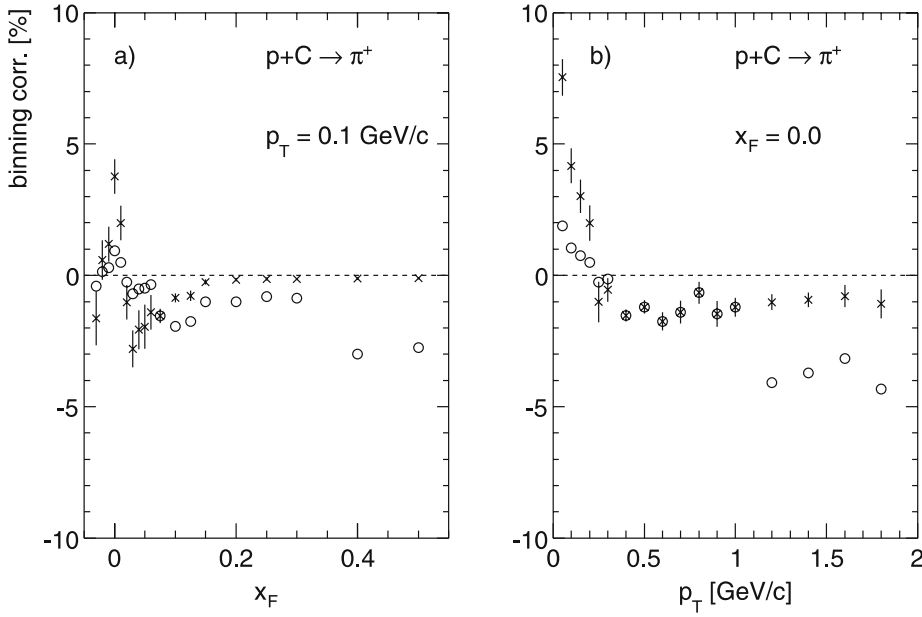 binning corr. [%]
10
5
0
-5
-10
a)
p+C → π⁺
p_T = 0.1 GeV/c
0
0.2
0.4
x_F
10
5
0
-5
-10
b)
p+C → π⁺
x_F = 0.0
0
0.5
1
1.5
2
p_T [GeV/c]